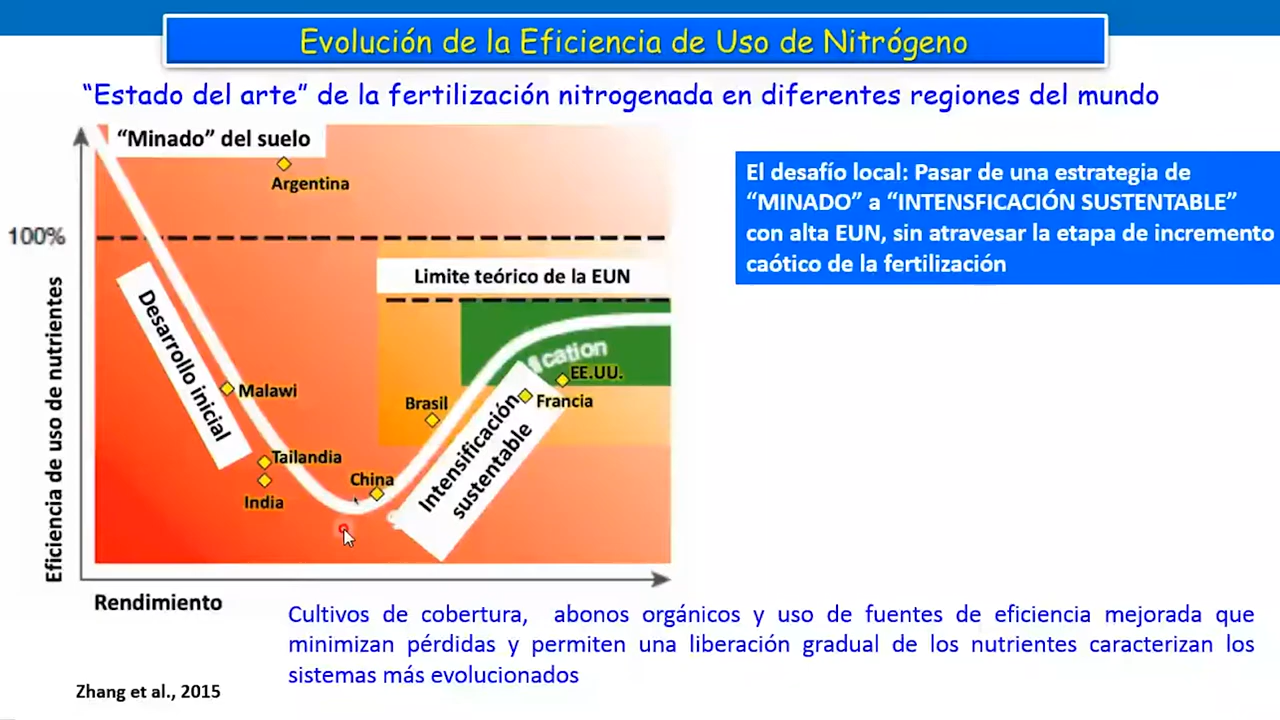 Evolución de la Eficiencia de Uso de Nitrógeno
“Estado del arte” de la fertilización nitrogenada en diferentes regiones del mundo
“Minado” del suelo
Argentina
100%
Limite teórico de la EUN
Desarrollo inicial
Eficiencia de uso de nutrientes
Malawi
Tailandia
India
China
Brasil
cation
EE.UU.
Francia
Intensificación
sustentable
Rendimiento
El desafío local: Pasar de una estrategia de
“MINADO” a “INTENSFICACIÓN SUSTENTABLE”
con alta EUN, sin atravesar la etapa de incremento
caótico de la fertilización
Cultivos de cobertura, abonos orgánicos y uso de fuentes de eficiencia mejorada que
minimizan pérdidas y permiten una liberación gradual de los nutrientes caracterizan los
sistemas más evolucionados
Zhang et al., 2015